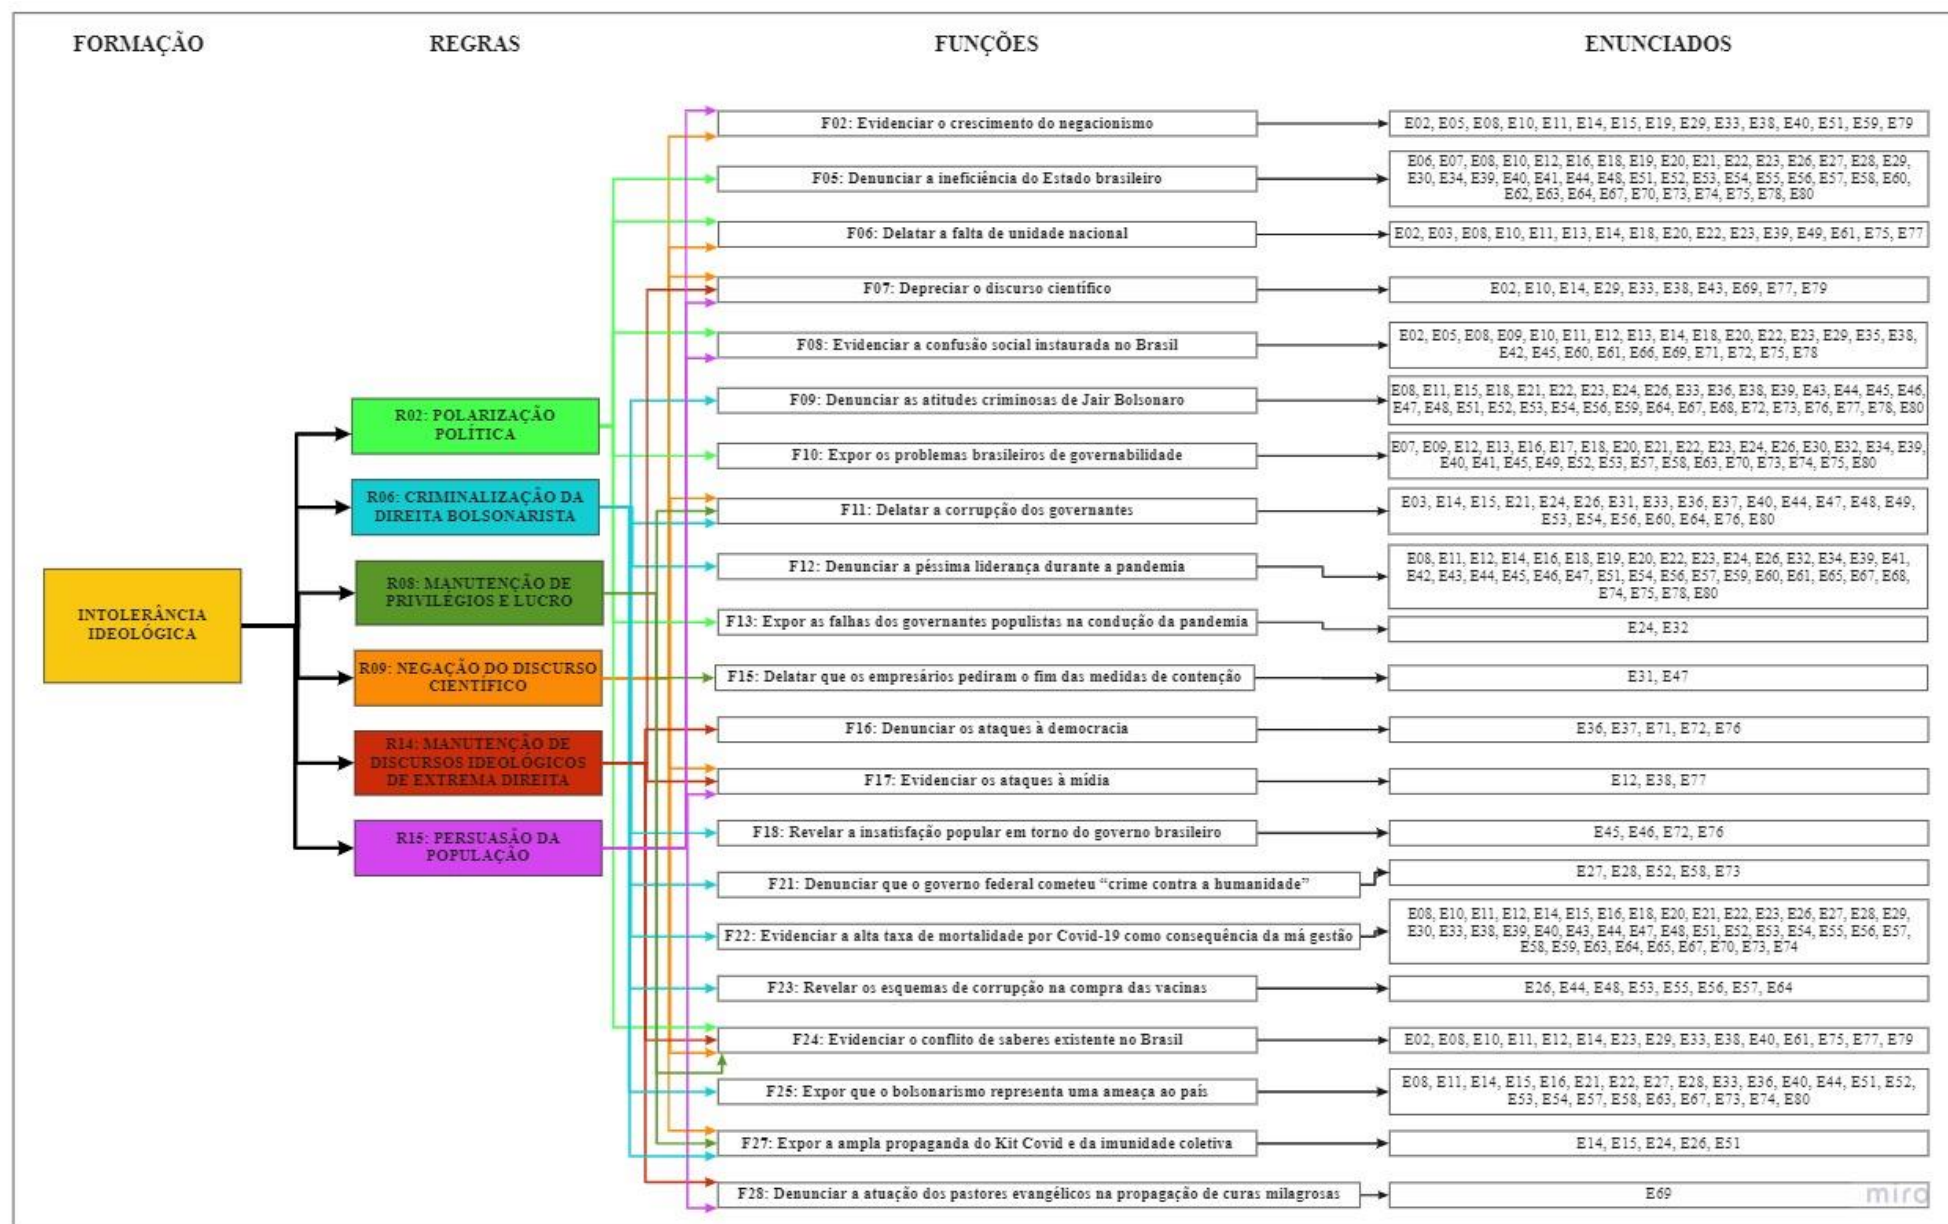 FORMAÇÃO
REGRAS
FUNÇÕES
ENUNCIADOS
INTOLERÂNCIA
IDEOLÓGICA
R02: POLARIZAÇÃO
POLÍTICA
R06: CRIMINALIZAÇÃO DA
DIREITA BOLSONARISTA
R08: MANUTENÇÃO DE
PRIVILÉGIOS E LUCRO
R09: NEGAÇÃO DO DISCURSO
CIENTÍFICO
R14: MANUTENÇÃO DE
DISCURSOS IDEOLÓGICOS
DE EXTREMA DIREITA
R15: PERSUASÃO DA
POPULAÇÃO
F02: Evidenciar o crescimento do negacionismo
E02, E05, E08, E10, E11, E14, E15, E19, E29, E33, E38, E40, E51, E59, E79
F05: Denunciar a ineficiência do Estado brasileiro
E06, E07, E08, E10, E12, E16, E18, E19, E20, E21, E22, E23, E26, E27, E28, E29,
E30, E34, E39, E40, E41, E44, E48, E51, E52, E53, E54, E55, E56, E57, E58, E60,
E62, E63, E64, E67, E70, E73, E74, E75, E78, E80
F06: Delatar a falta de unidade nacional
E02, E03, E08, E10, E11, E13, E14, E18, E20, E22, E23, E39, E49, E61, E75, E77
F07: Depreciar o discurso científico
E02, E10, E14, E29, E33, E38, E43, E69, E77, E79
F08: Evidenciar a confusão social instaurada no Brasil
E02, E05, E08, E09, E10, E11, E12, E13, E14, E18, E20, E22, E23, E29, E35, E38,
E42, E45, E60, E61, E66, E69, E71, E72, E75, E78
F09: Denunciar as atitudes criminosas de Jair Bolsonaro
E08, E11, E15, E18, E21, E22, E23, E24, E26, E33, E36, E38, E39, E43, E44, E45, E46,
E47, E48, E51, E52, E53, E54, E56, E59, E64, E67, E68, E72, E73, E76, E77, E78, E80
F10: Expor os problemas brasileiros de governabilidade
E07, E09, E12, E13, E16, E17, E18, E20, E21, E22, E23, E24, E26, E30, E32, E34, E39,
E40, E41, E45, E49, E52, E53, E57, E58, E63, E70, E73, E74, E75, E80
F11: Delatar a corrupção dos governantes
E03, E14, E15, E21, E24, E26, E31, E33, E36, E37, E40, E44, E47, E48, E49,
E53, E54, E56, E60, E64, E76, E80
F12: Denunciar a péssima liderança durante a pandemia
E08, E11, E12, E14, E16, E18, E19, E20, E22, E23, E24, E26, E32, E34, E39, E41,
E42, E43, E44, E45, E46, E47, E51, E54, E56, E57, E59, E60, E61, E65, E67, E68,
E74, E75, E78, E80
F13: Expor as falhas dos governantes populistas na condução da pandemia
E24, E32
F15: Delatar que os empresários pediram o fim das medidas de contenção
E31, E47
F16: Denunciar os ataques à democracia
E36, E37, E71, E72, E76
F17: Evidenciar os ataques à mídia
E12, E38, E77
F18: Revelar a insatisfação popular em torno do governo brasileiro
E45, E46, E72, E76
F21: Denunciar que o governo federal cometeu “crime contra a humanidade”
E27, E28, E52, E58, E73
F22: Evidenciar a alta taxa de mortalidade por Covid-19 como consequência da má gestão
E08, E10, E11, E12, E14, E15, E16, E18, E20, E21, E22, E23, E26, E27, E28, E29,
E30, E33, E38, E39, E40, E43, E44, E47, E48, E51, E52, E53, E54, E55, E56, E57,
E58, E59, E63, E64, E65, E67, E70, E73, E74
F23: Revelar os esquemas de corrupção na compra das vacinas
E26, E44, E48, E53, E55, E56, E57, E64
F24: Evidenciar o conflito de saberes existente no Brasil
E02, E08, E10, E11, E12, E14, E23, E29, E33, E38, E40, E61, E75, E77, E79
F25: Expor que o bolsonarismo representa uma ameaça ao país
E08, E11, E14, E15, E16, E21, E22, E27, E28, E33, E36, E40, E44, E51, E52,
E53, E54, E57, E58, E63, E67, E73, E74, E80
F27: Expor a ampla propaganda do Kit Covid e da imunidade coletiva
E14, E15, E24, E26, E51
F28: Denunciar a atuação dos pastores evangélicos na propagação de curas milagrosas
E69
miro